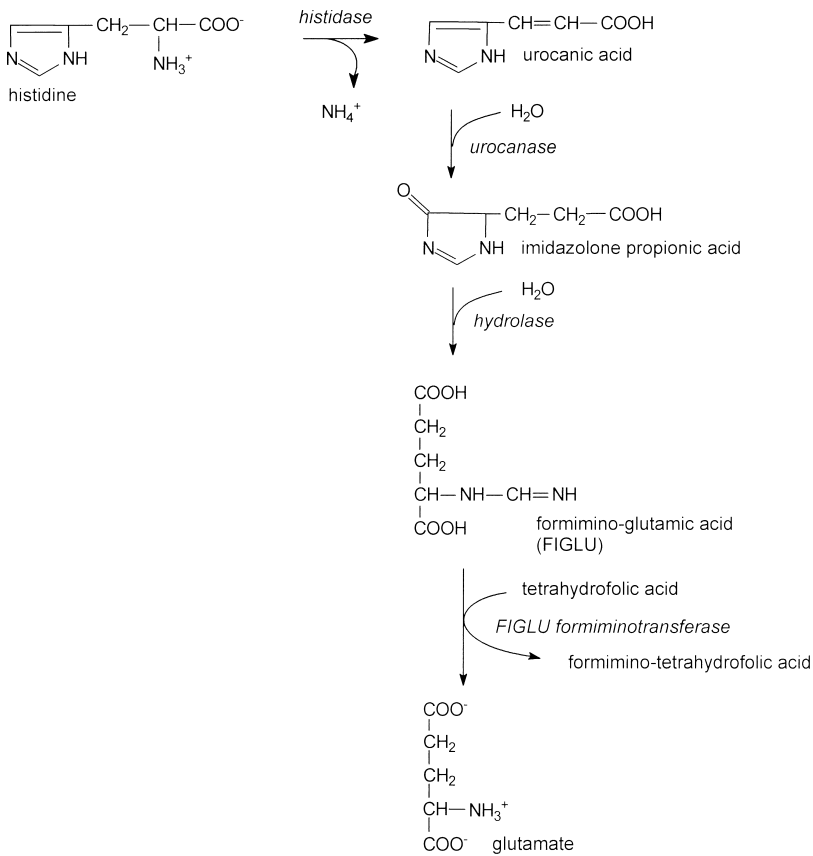 CH₂—CH—COO⁻ histidase CH=CH—COOH
N NH NH₃⁺ N NH urocanic acid
histidine
NH₄⁺ H₂O
urocanase
O
CH₂—CH₂—COOH
N NH imidazolone propionic acid
H₂O
hydrolase
COOH
CH₂
CH₂
CH—NH—CH=NH
COOH formimino-glutamic acid
(FIGLU)
tetrahydrofolic acid
FIGLU formiminotransferase
formimino-tetrahydrofolic acid
COO⁻
CH₂
CH₂
CH—NH₃⁺
COO⁻ glutamate